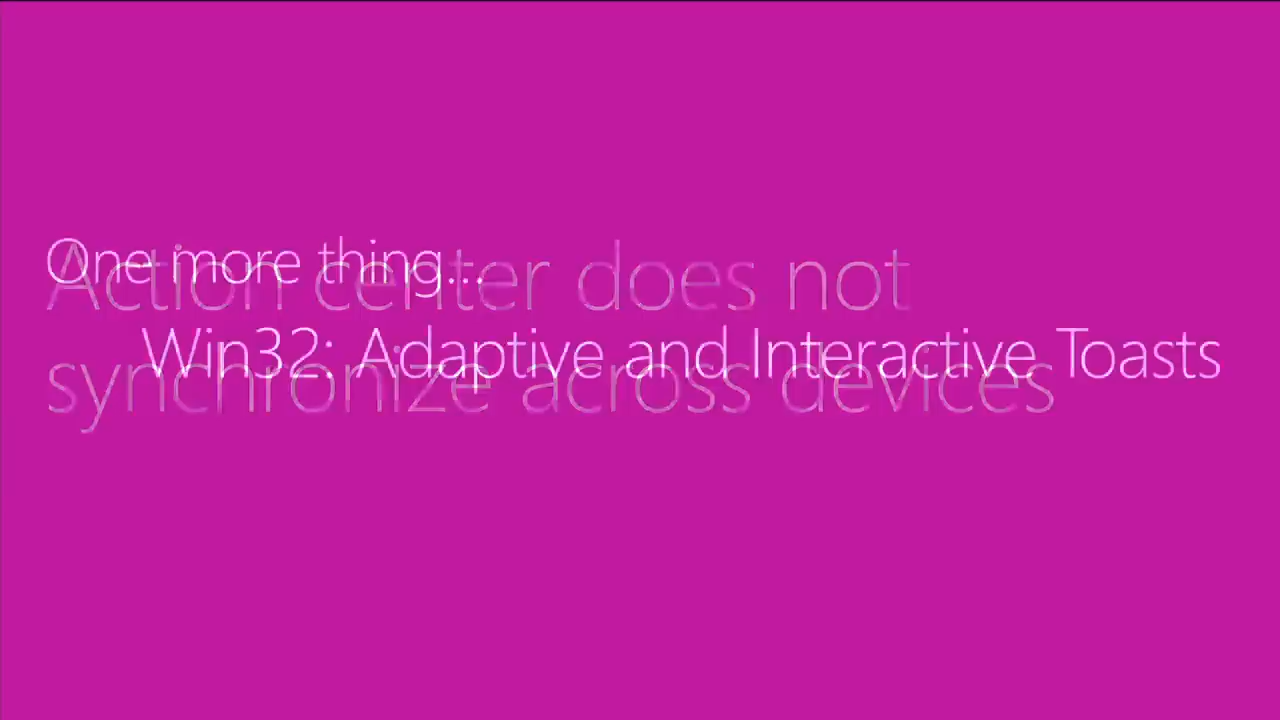 One more thing...
Action center does not
Win32: Adaptive and Interactive Toasts
synchronize across devices